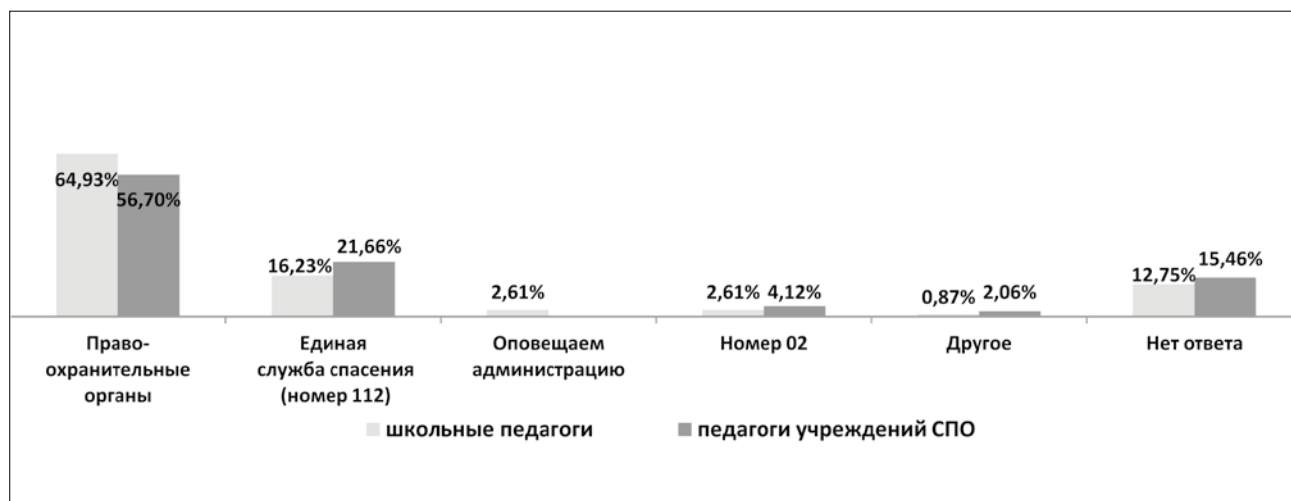 64,93%
56,70%
16,23%
21,66%
2,61%
2,61%
4,12%
0,87%
2,06%
12,75%
15,46%
Право-
охранительные
органы
Единая
служба спасения
(номер 112)
Оповещаем
администрацию
Номер 02
Другое
Нет ответа
школьные педагоги
педагоги учреждений СПО